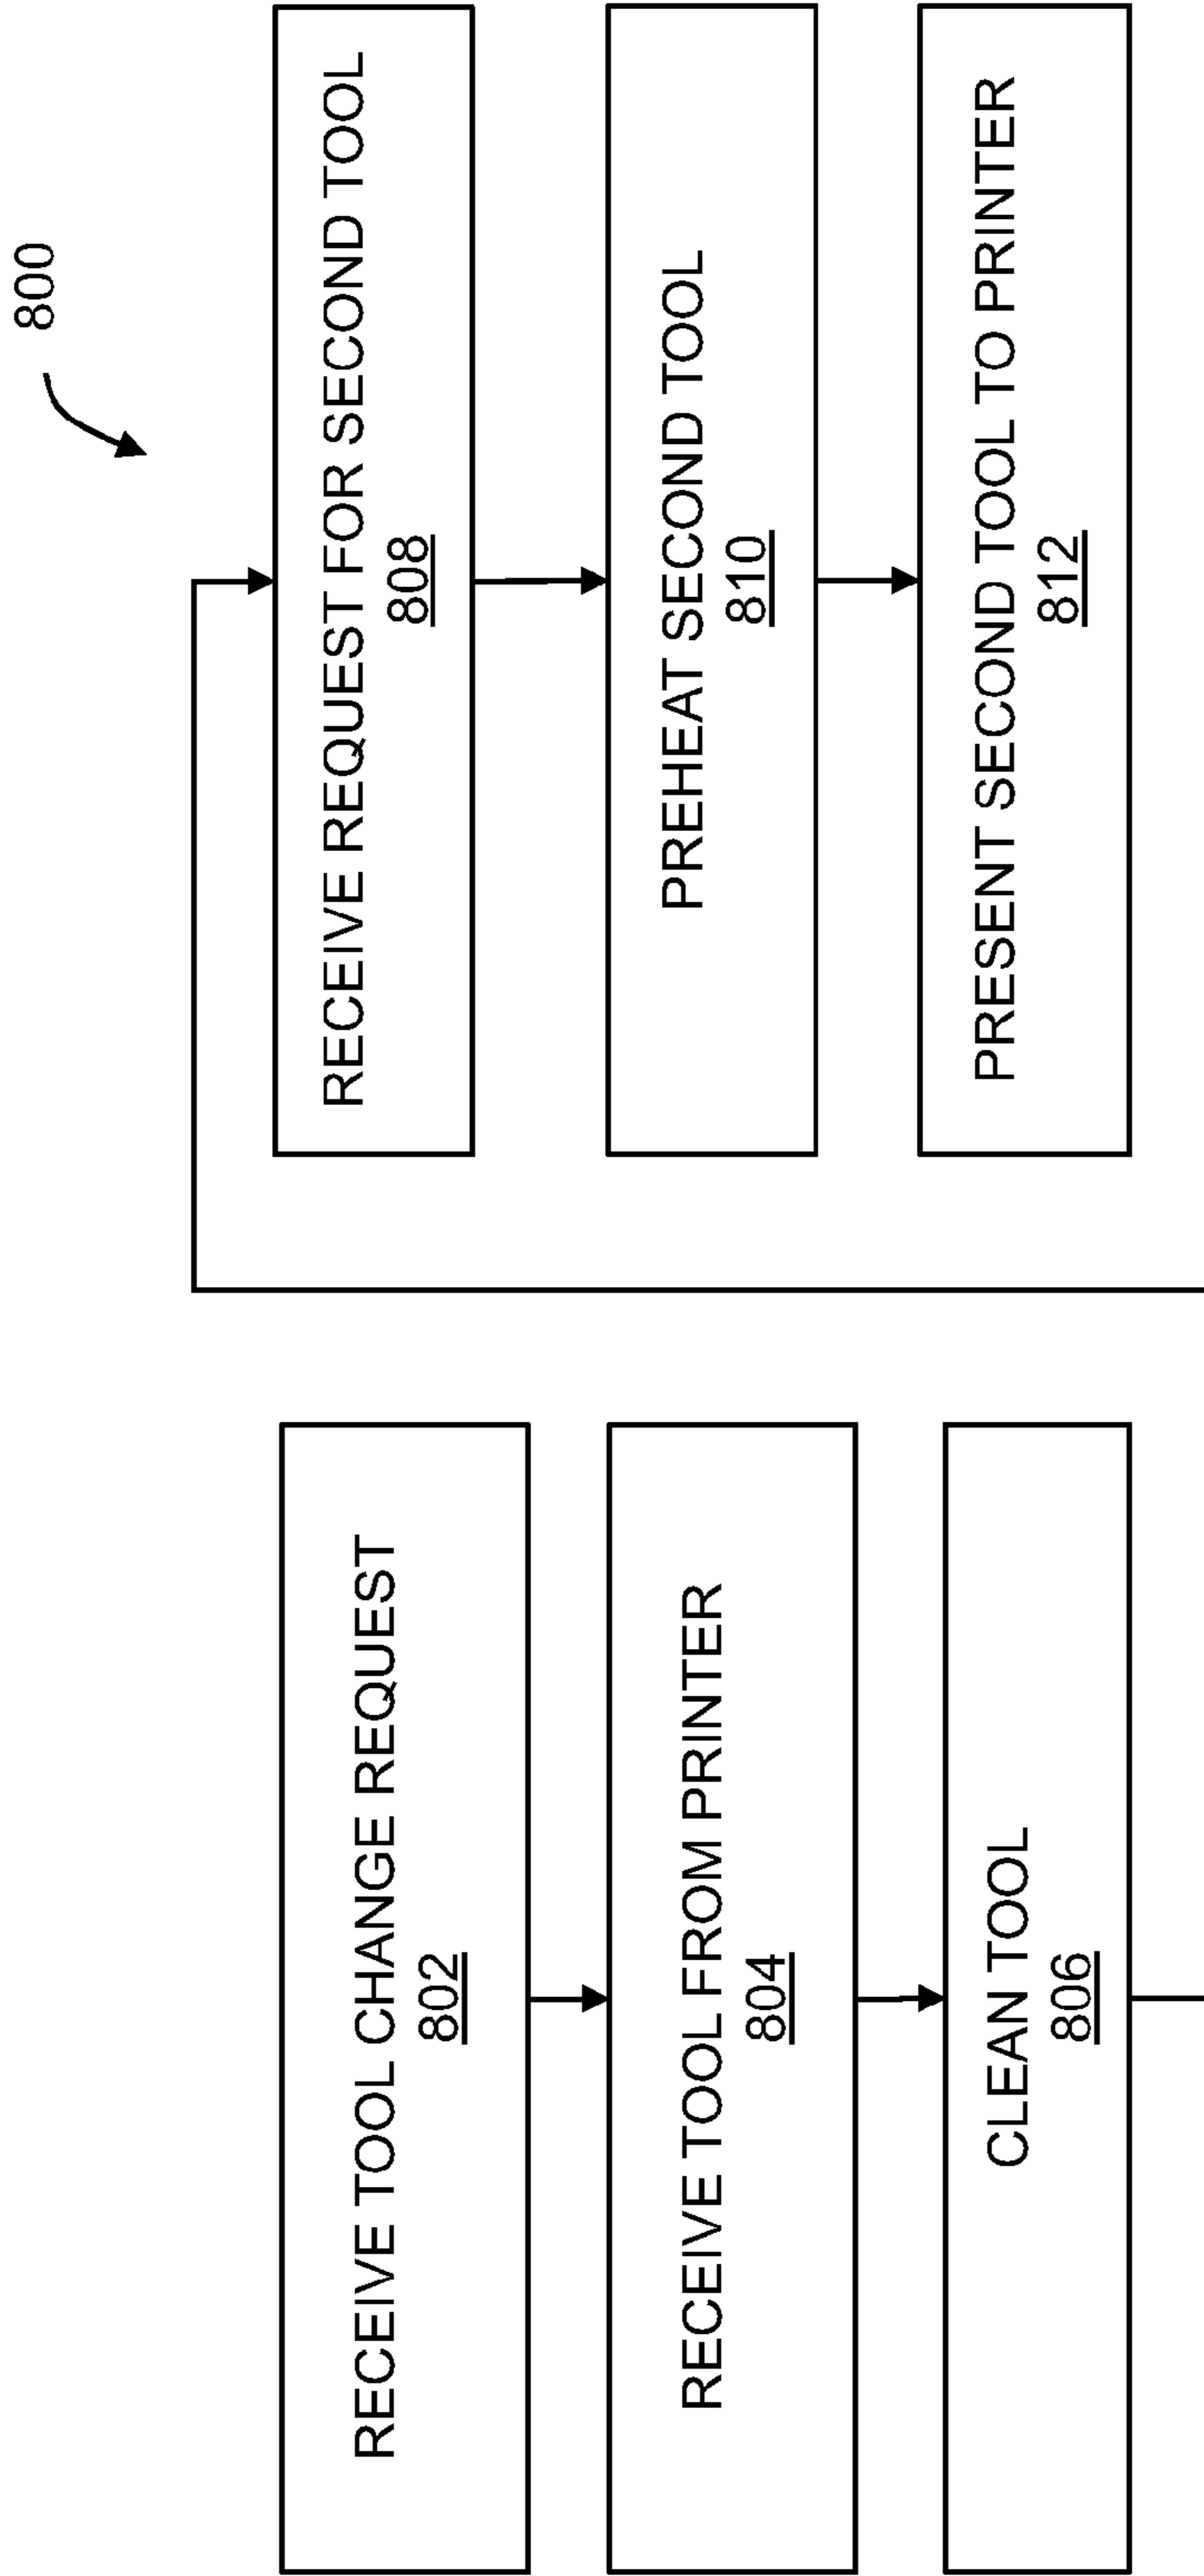 800
RECEIVE TOOL CHANGE REQUEST
802
RECEIVE TOOL FROM PRINTER
804
CLEAN TOOL
806
RECEIVE REQUEST FOR SECOND TOOL
808
PREHEAT SECOND TOOL
810
PRESENT SECOND TOOL TO PRINTER
812